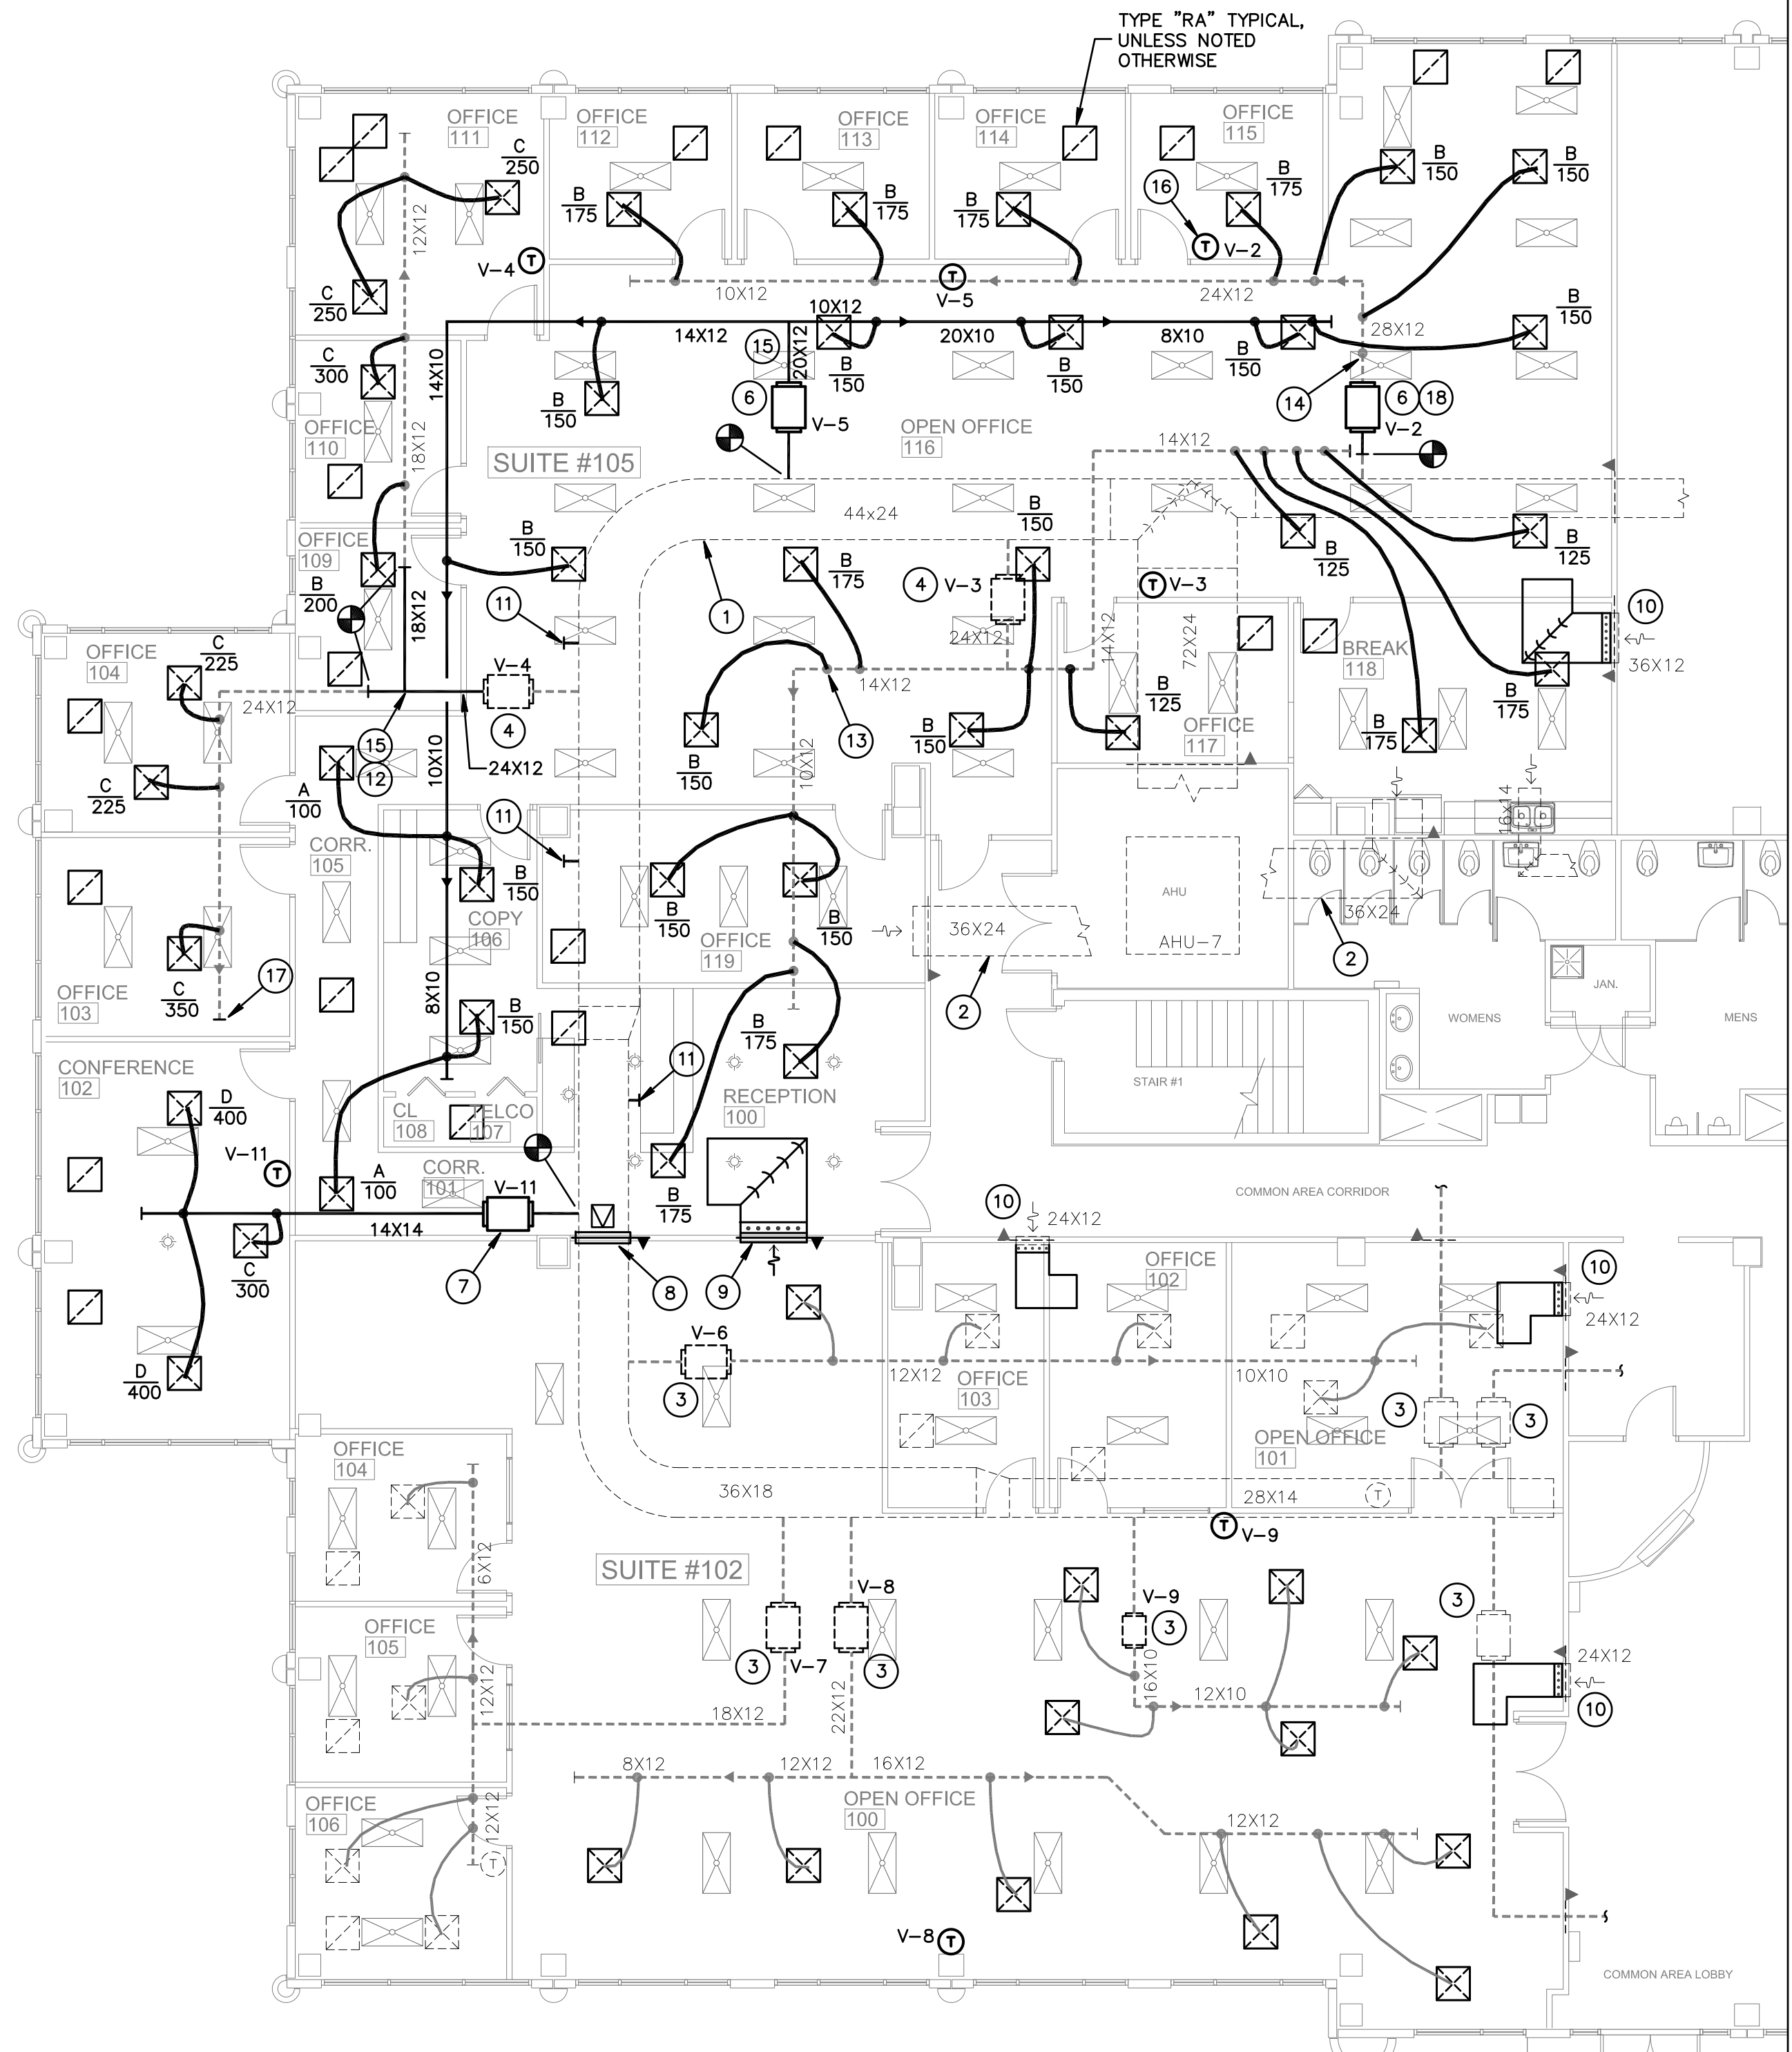 TYPE "RA" TYPICAL,
UNLESS NOTED
OTHERWISE
OFFICE
111
OFFICE
112
OFFICE
113
OFFICE
114
OFFICE
115
C
250
B
175
B
175
B
175
16
B
175
B
150
B
150
12X12
V-4
T
T
V-2
C
250
10X12
T
V-5
24X12
14X12
10X12
20X10
8X10
28X12
B
150
15
20X12
B
150
B
150
B
150
C
300
14X10
6
V-5
14
6
18
V-2
B
150
OFFICE
110
18X12
SUITE #105
OPEN OFFICE
116
14X12
44x24
B
150
OFFICE
109
B
150
B
175
B
125
B
125
B
200
18X12
11
1
4
V-3
T
V-3
10
24X12
14X12
72X24
BREAK
118
36X12
OFFICE
104
C
225
V-4
24X12
4
14X12
B
125
OFFICE
117
B
175
B
175
B
150
B
150
13
15
12
24X12
10X10
10X12
C
225
A
100
11
16X14
CORR.
105
B
150
COPY
106
B
150
OFFICE
119
B
150
36X24
AHU
AHU-7
36X24
2
2
OFFICE
103
C
350
17
8X10
B
150
JAN.
WOMENS
MENS
CONFERENCE
102
B
175
11
RECEPTION
100
STAIR #1
D
400
CL
108
TELCO
107
V-11
T
CORR.
101
A
100
V-11
B
175
COMMON AREA CORRIDOR
10
24X12
14X14
C
300
7
8
9
OFFICE
102
10
24X12
V-6
3
12X12
OFFICE
103
10X10
D
400
3
3
OPEN OFFICE
101
OFFICE
104
36X18
28X14
T
T
V-9
6X12
SUITE #102
V-8
V-9
3
3
V-7
3
3
24X12
10
OFFICE
105
12X12
18X12
22X12
16X10
12X10
8X12
12X12
16X12
OFFICE
106
12X12
T
OPEN OFFICE
100
12X12
V-8
T
COMMON AREA LOBBY